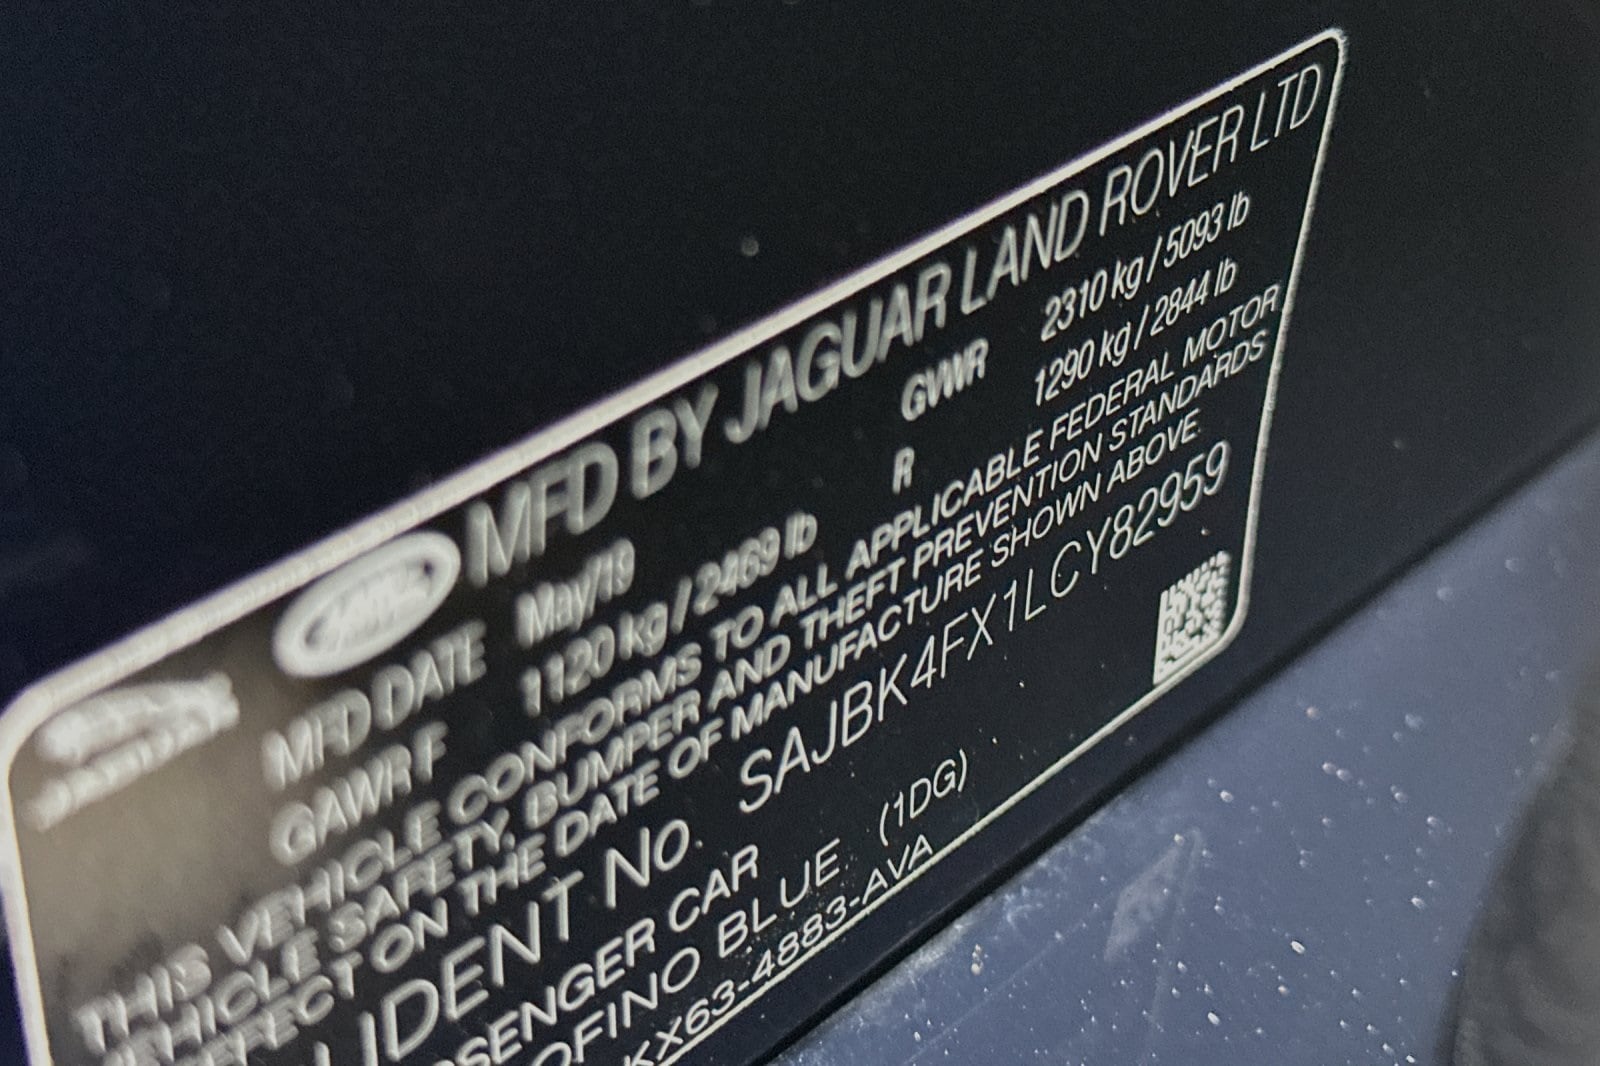 MFD BY JAGUAR LAND ROVER LTD
MFD DATE May/19 GVWR 2310 kg / 5093 lb
GAWR F 1120 kg / 2469 lb R 1290 kg / 2844 lb
THIS VEHICLE CONFORMS TO ALL APPLICABLE FEDERAL MOTOR
VEHICLE SAFETY, BUMPER AND THEFT PREVENTION STANDARDS
EFFECT ON THE DATE OF MANUFACTURE SHOWN ABOVE.
IDENT No. SAJBK4FX1LCY82959
SSENGER CAR
OFINO BLUE (1DG)
KX63-4883-AVA